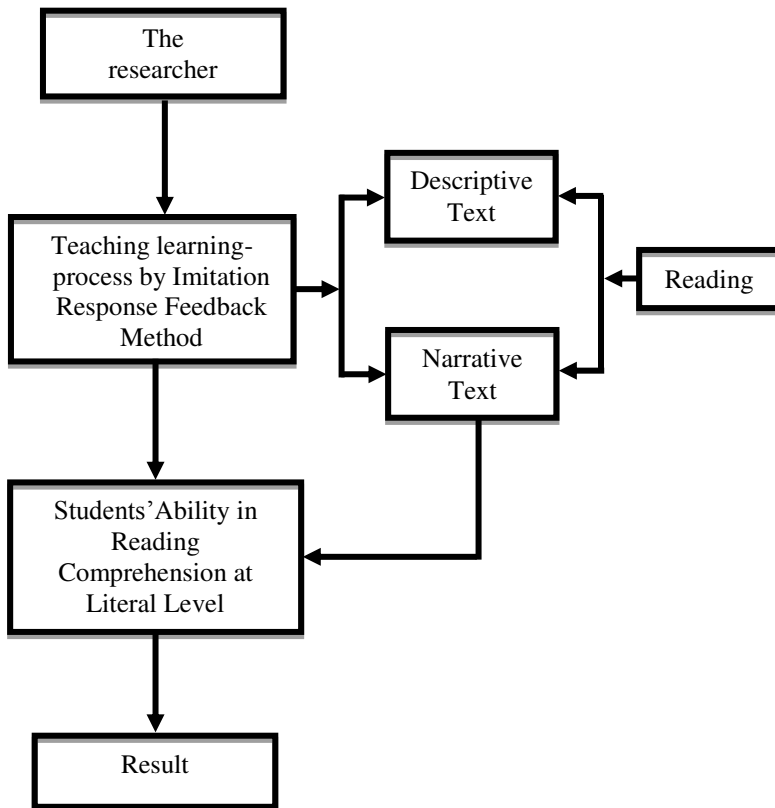 The
researcher
Descriptive
Text
Teaching learning-
process by Imitation
Response Feedback
Method
Reading
Narrative
Text
Students’Ability in
Reading
Comprehension at
Literal Level
Result